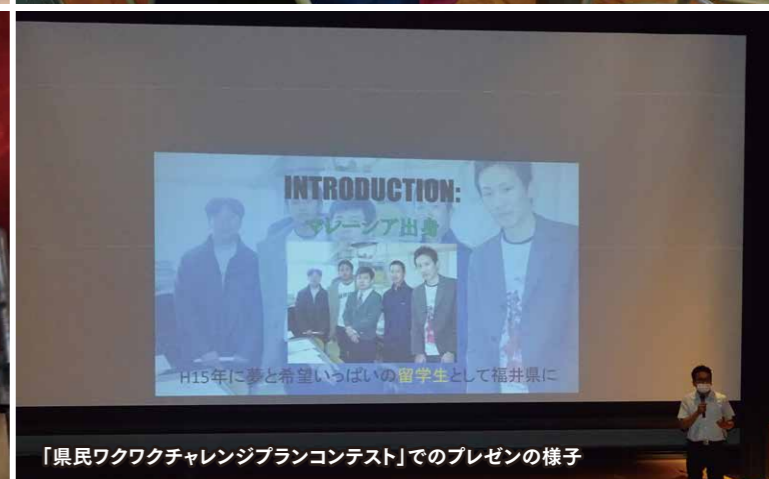 INTRODUCTION:
マレーシア出身
H15年に夢と希望いっぱいの留学生として福井県に
「県民ワクワクチャレンジプランコンテスト」でのプレゼンの様子